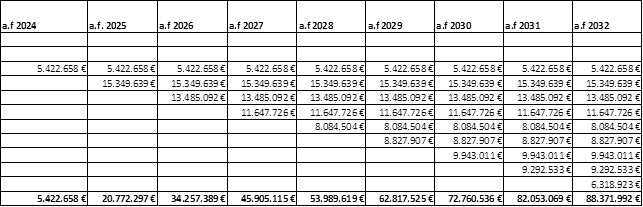 a.f 2024 a.f. 2025 a.f 2026 a.f 2027 a.f 2028 a.f 2029 a.f 2030 a.f 2031 a.f 2032
5.422.658 € 5.422.658 € 5.422.658 € 5.422.658 € 5.422.658 € 5.422.658 € 5.422.658 € 5.422.658 € 5.422.658 €
15.349.639 € 15.349.639 € 15.349.639 € 15.349.639 € 15.349.639 € 15.349.639 € 15.349.639 € 15.349.639 €
13.485.092 € 13.485.092 € 13.485.092 € 13.485.092 € 13.485.092 € 13.485.092 € 13.485.092 €
11.647.726 € 11.647.726 € 11.647.726 € 11.647.726 € 11.647.726 € 11.647.726 €
8.084.504 € 8.084.504 € 8.084.504 € 8.084.504 € 8.084.504 €
8.827.907 € 8.827.907 € 8.827.907 € 8.827.907 €
9.943.011 € 9.943.011 € 9.943.011 €
9.292.533 € 9.292.533 €
6.318.923 €
5.422.658 € 20.772.297 € 34.257.389 € 45.905.115 € 53.989.619 € 62.817.525 € 72.760.536 € 82.053.069 € 88.371.992 €